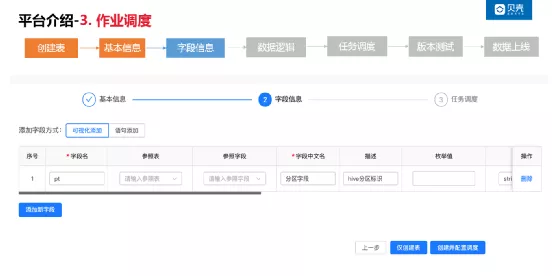 平台介绍-3. 作业调度
贝壳
创建表 基本信息 字段信息 数据逻辑 任务调度 版本测试 数据上线
基本信息 2 字段信息 3 任务调度
添加字段方式: 可视化添加 语句添加
序号 *字段名 参照表 参照字段 *字段中文名 描述 枚举值 操作
1 pt 请输入参照表 请输入参照字段 分区字段 hive分区标识 stri 删除
添加新字段
上一步 仅创建表 创建并配置调度